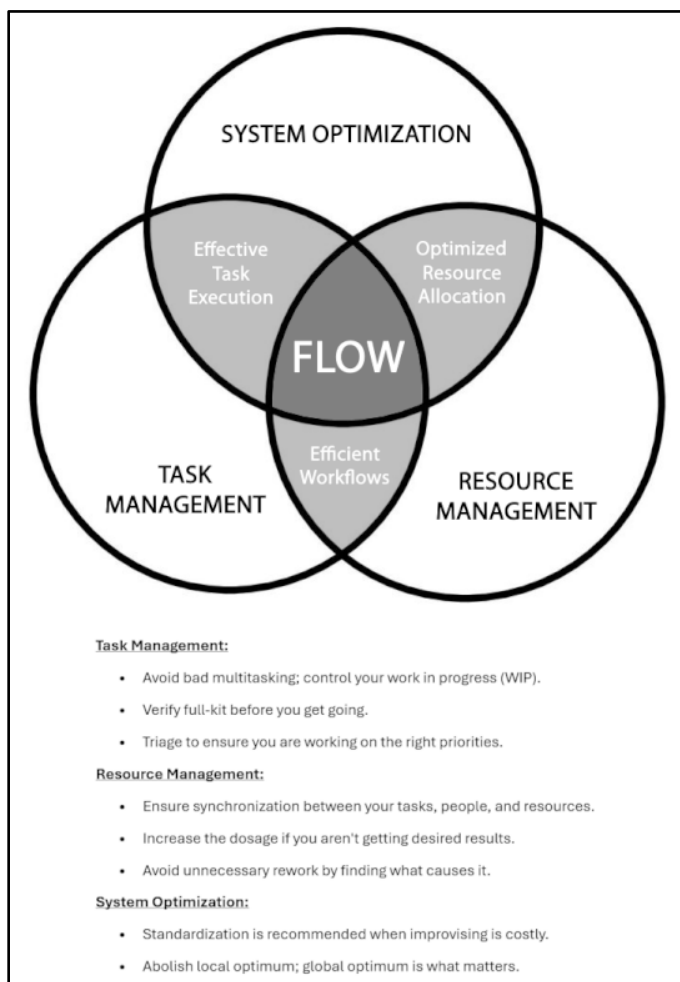 SYSTEM OPTIMIZATION
Effective
Task
Execution
Optimized
Resource
Allocation
FLOW
Efficient
Workflows
TASK
MANAGEMENT
RESOURCE
MANAGEMENT
Task Management:
• Avoid bad multitasking; control your work in progress (WIP).
• Verify full-kit before you get going.
• Triage to ensure you are working on the right priorities.
Resource Management:
• Ensure synchronization between your tasks, people, and resources.
• Increase the dosage if you aren't getting desired results.
• Avoid unnecessary rework by finding what causes it.
System Optimization:
• Standardization is recommended when improvising is costly.
• Abolish local optimum; global optimum is what matters.